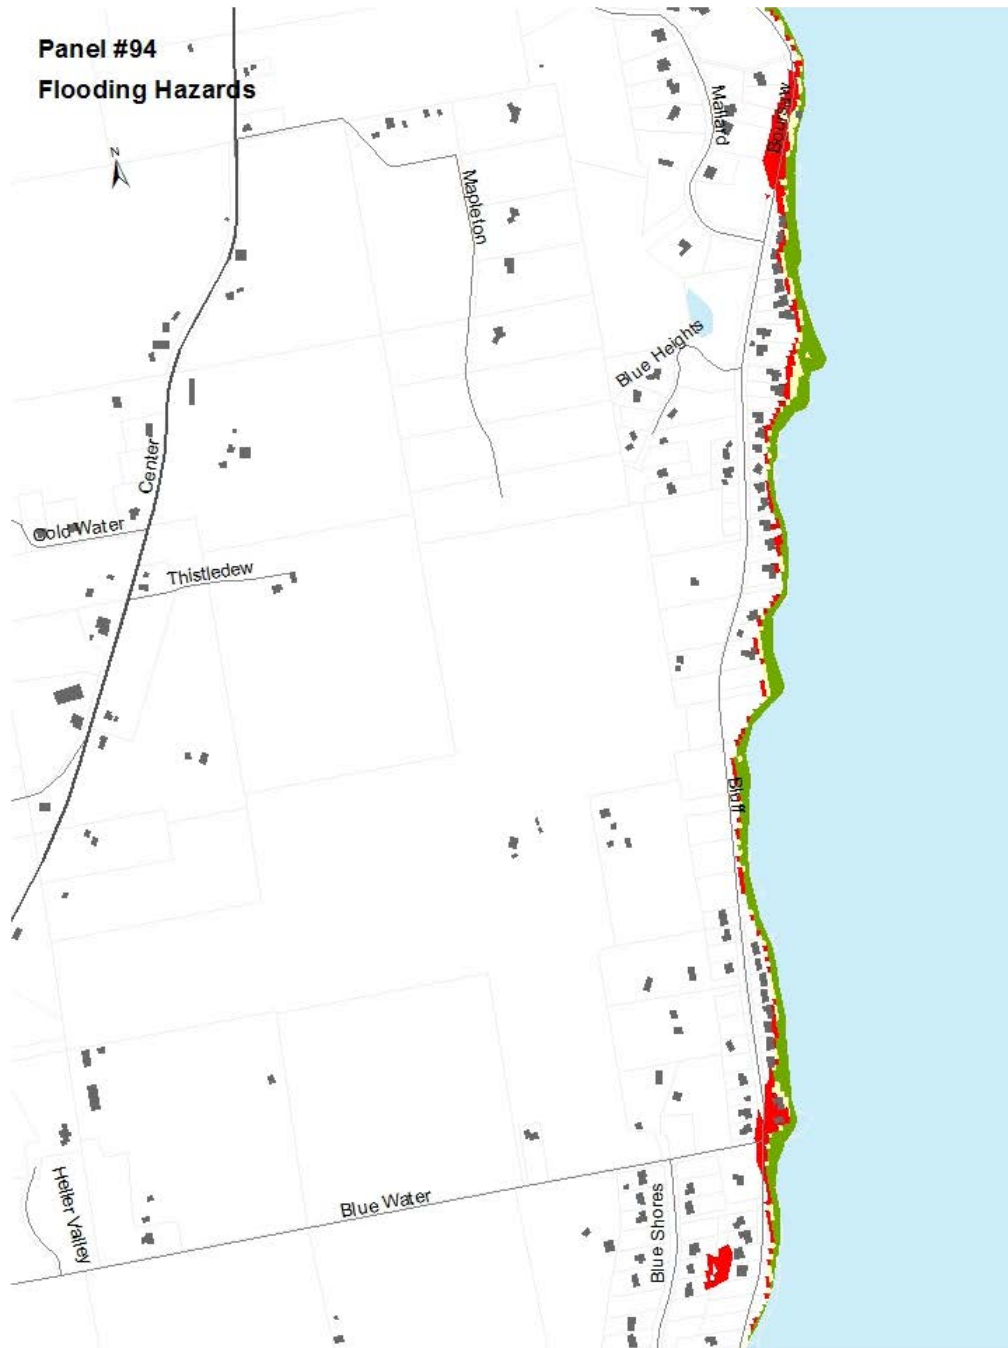 Panel #94
Flooding Hazards
N
Mallard
Boursaw
Mapleton
Blue Heights
Center
Cold Water
Thistledew
Bluff
Heller Valley
Blue Water
Blue Shores